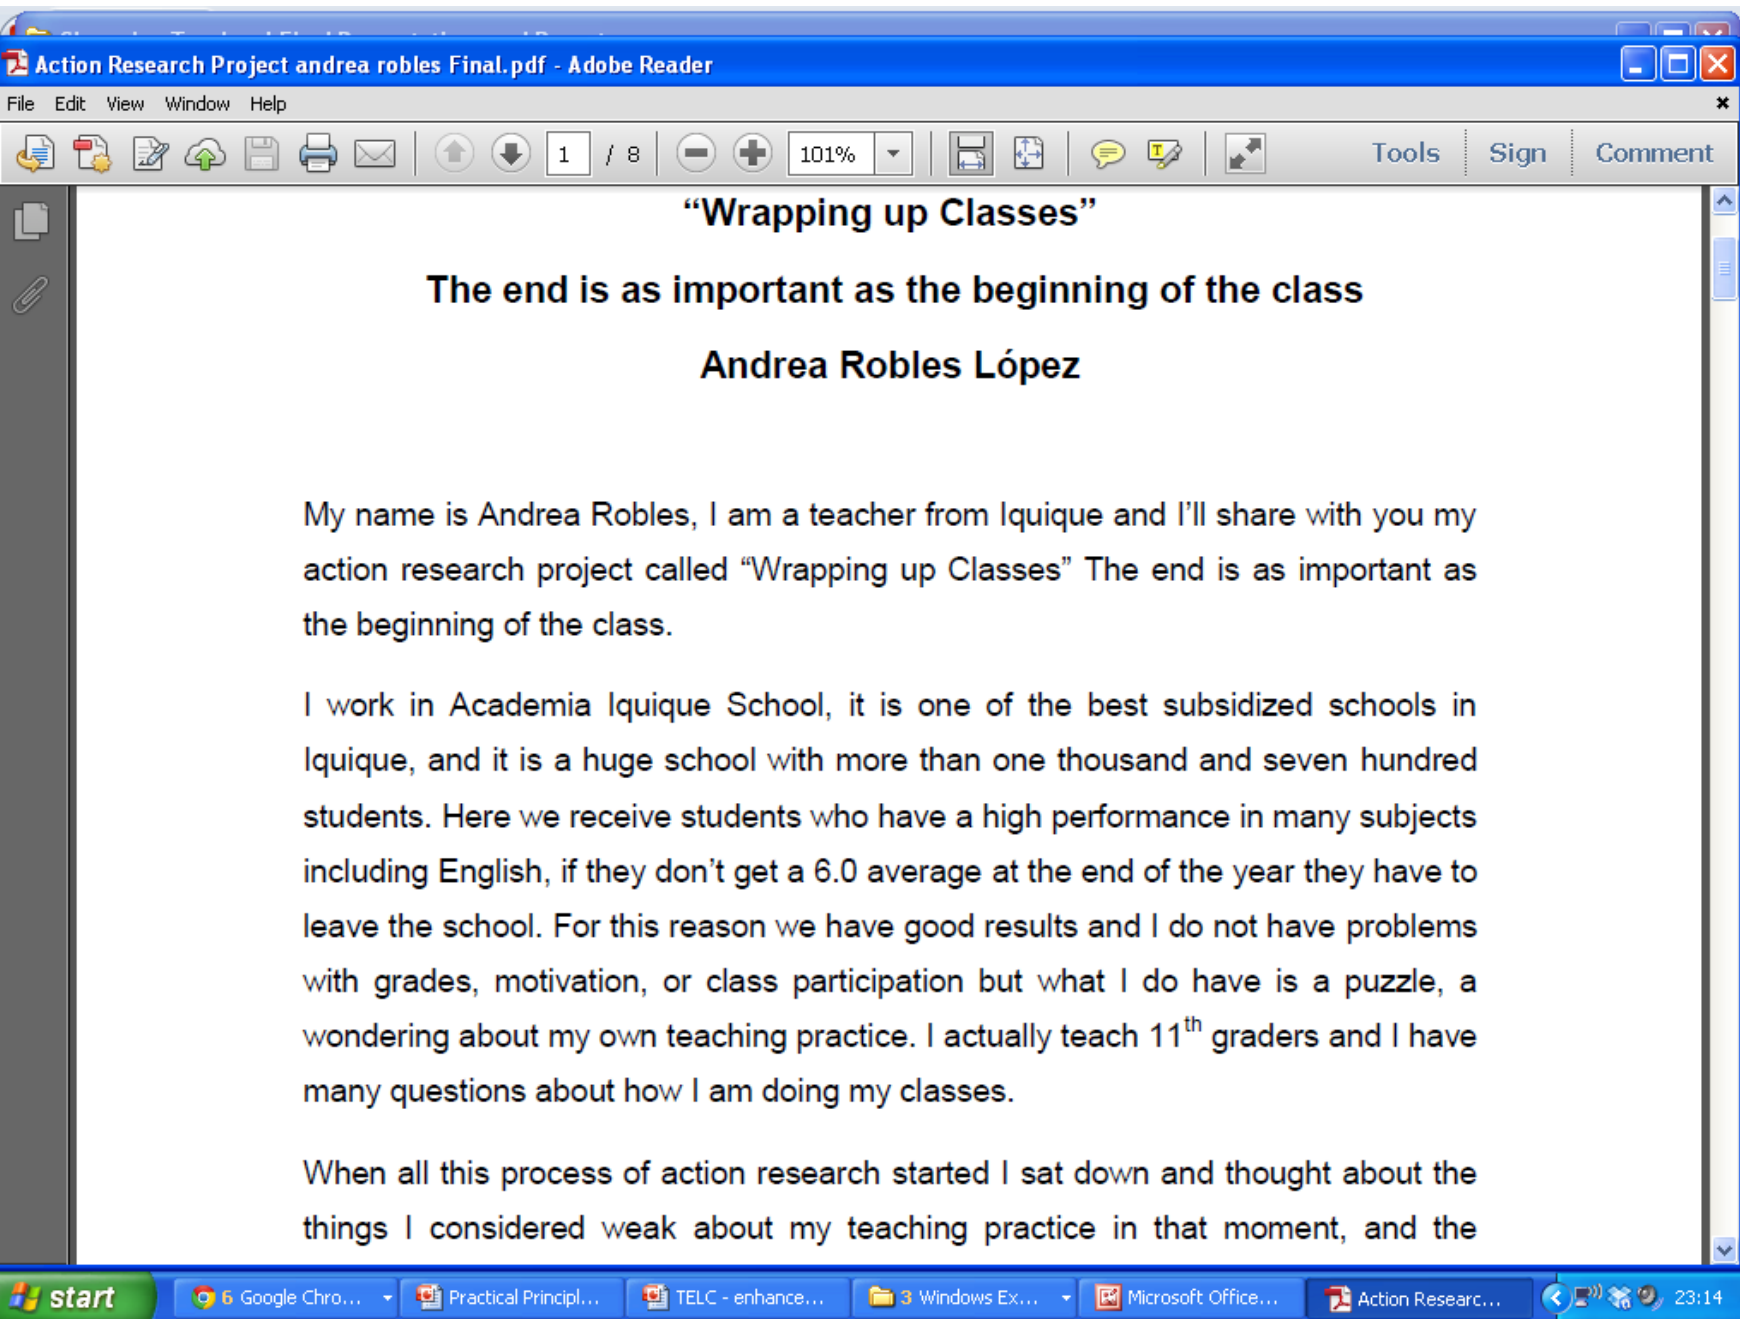 Action Research Project andrea robles Final.pdf - Adobe Reader
File Edit View Window Help
1 / 8 101% Tools Sign Comment
“Wrapping up Classes”
The end is as important as the beginning of the class
Andrea Robles López
My name is Andrea Robles, I am a teacher from Iquique and I’ll share with you my
action research project called “Wrapping up Classes” The end is as important as
the beginning of the class.
I work in Academia Iquique School, it is one of the best subsidized schools in
Iquique, and it is a huge school with more than one thousand and seven hundred
students. Here we receive students who have a high performance in many subjects
including English, if they don’t get a 6.0 average at the end of the year they have to
leave the school. For this reason we have good results and I do not have problems
with grades, motivation, or class participation but what I do have is a puzzle, a
wondering about my own teaching practice. I actually teach 11th graders and I have
many questions about how I am doing my classes.
When all this process of action research started I sat down and thought about the
things I considered weak about my teaching practice in that moment, and the
start 6 Google Chro... Practical Principl... TELC - enhance... 3 Windows Ex... Microsoft Office... Action Researc... 23:14